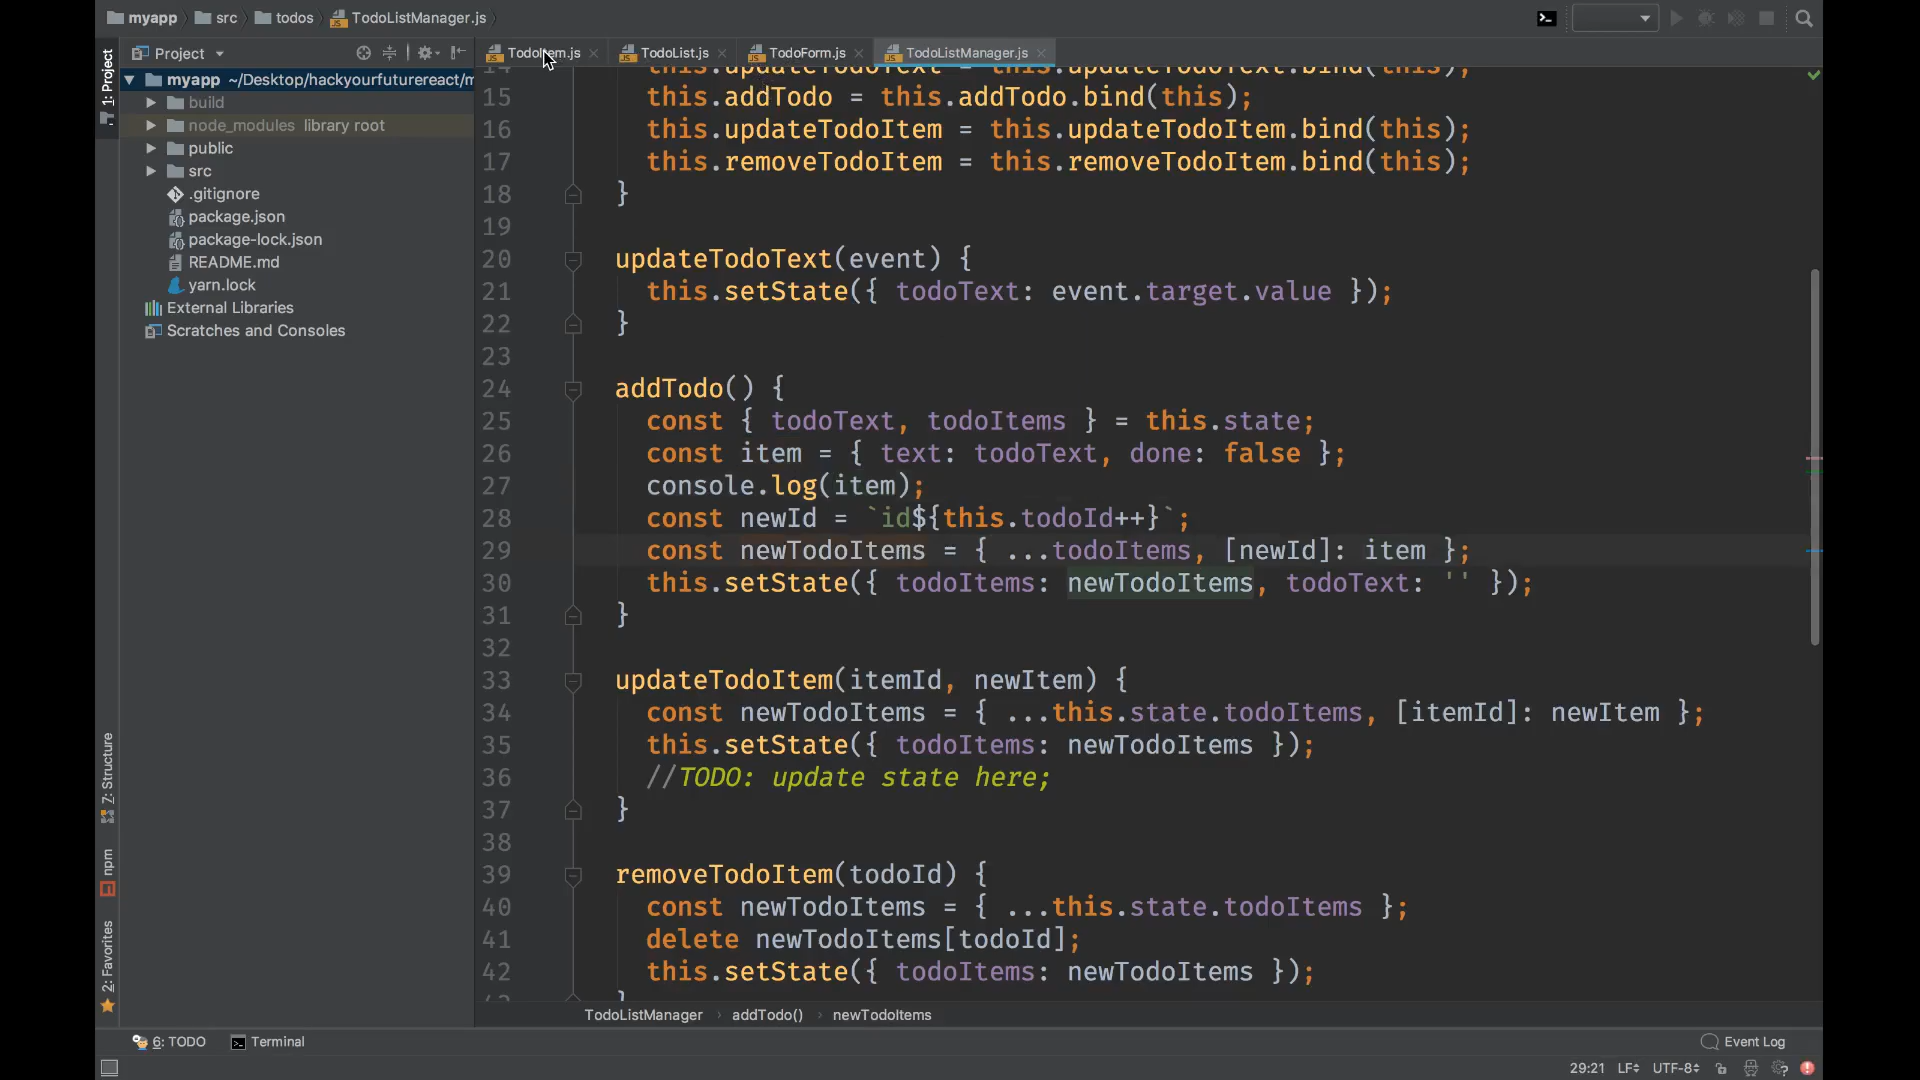 myapp src todos TodoListManager.js
Project
TodoItem.js TodoList.js TodoForm.js TodoListManager.js
1: Project
myapp ~/Desktop/hackyourfuturereact/m
build
node_modules library root
public
src
.gitignore
package.json
package-lock.json
README.md
yarn.lock
External Libraries
Scratches and Consoles
Z: Structure
npm
2: Favorites
14 this.updateTodoText = this.updateTodoText.bind(this);
15 this.addTodo = this.addTodo.bind(this);
16 this.updateTodoItem = this.updateTodoItem.bind(this);
17 this.removeTodoItem = this.removeTodoItem.bind(this);
18 }
19
20 updateTodoText(event) {
21 this.setState({ todoText: event.target.value });
22 }
23
24 addTodo() {
25 const { todoText, todoItems } = this.state;
26 const item = { text: todoText, done: false };
27 console.log(item);
28 const newId = `id${this.todoId++}`;
29 const newTodoItems = { ...todoItems, [newId]: item };
30 this.setState({ todoItems: newTodoItems, todoText: '' });
31 }
32
33 updateTodoItem(itemId, newItem) {
34 const newTodoItems = { ...this.state.todoItems, [itemId]: newItem };
35 this.setState({ todoItems: newTodoItems });
36 //TODO: update state here;
37 }
38
39 removeTodoItem(todoId) {
40 const newTodoItems = { ...this.state.todoItems };
41 delete newTodoItems[todoId];
42 this.setState({ todoItems: newTodoItems });
43 }
TodoListManager › addTodo() › newTodoItems
6: TODO Terminal Event Log
29:21 LF UTF-8